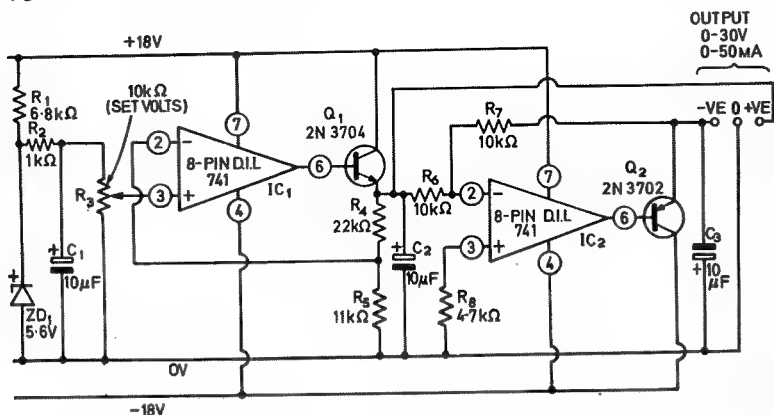 OUTPUT
0-30V
0-50MA
-VE 0 +VE
+18V
R1
6·8kΩ
R2
1kΩ
10kΩ
(SET VOLTS)
R3
C1
10μF
ZD1
5·6V
2
3
7
8-PIN D.I.L
741
6
4
IC1
Q1
2N 3704
R4
22kΩ
R5
11kΩ
C2
10μF
R6
10kΩ
R7
10kΩ
R8
4·7kΩ
2
3
7
8-PIN D.I.L
741
6
4
IC2
Q2
2N 3702
C3
10
μF
0V
-18V